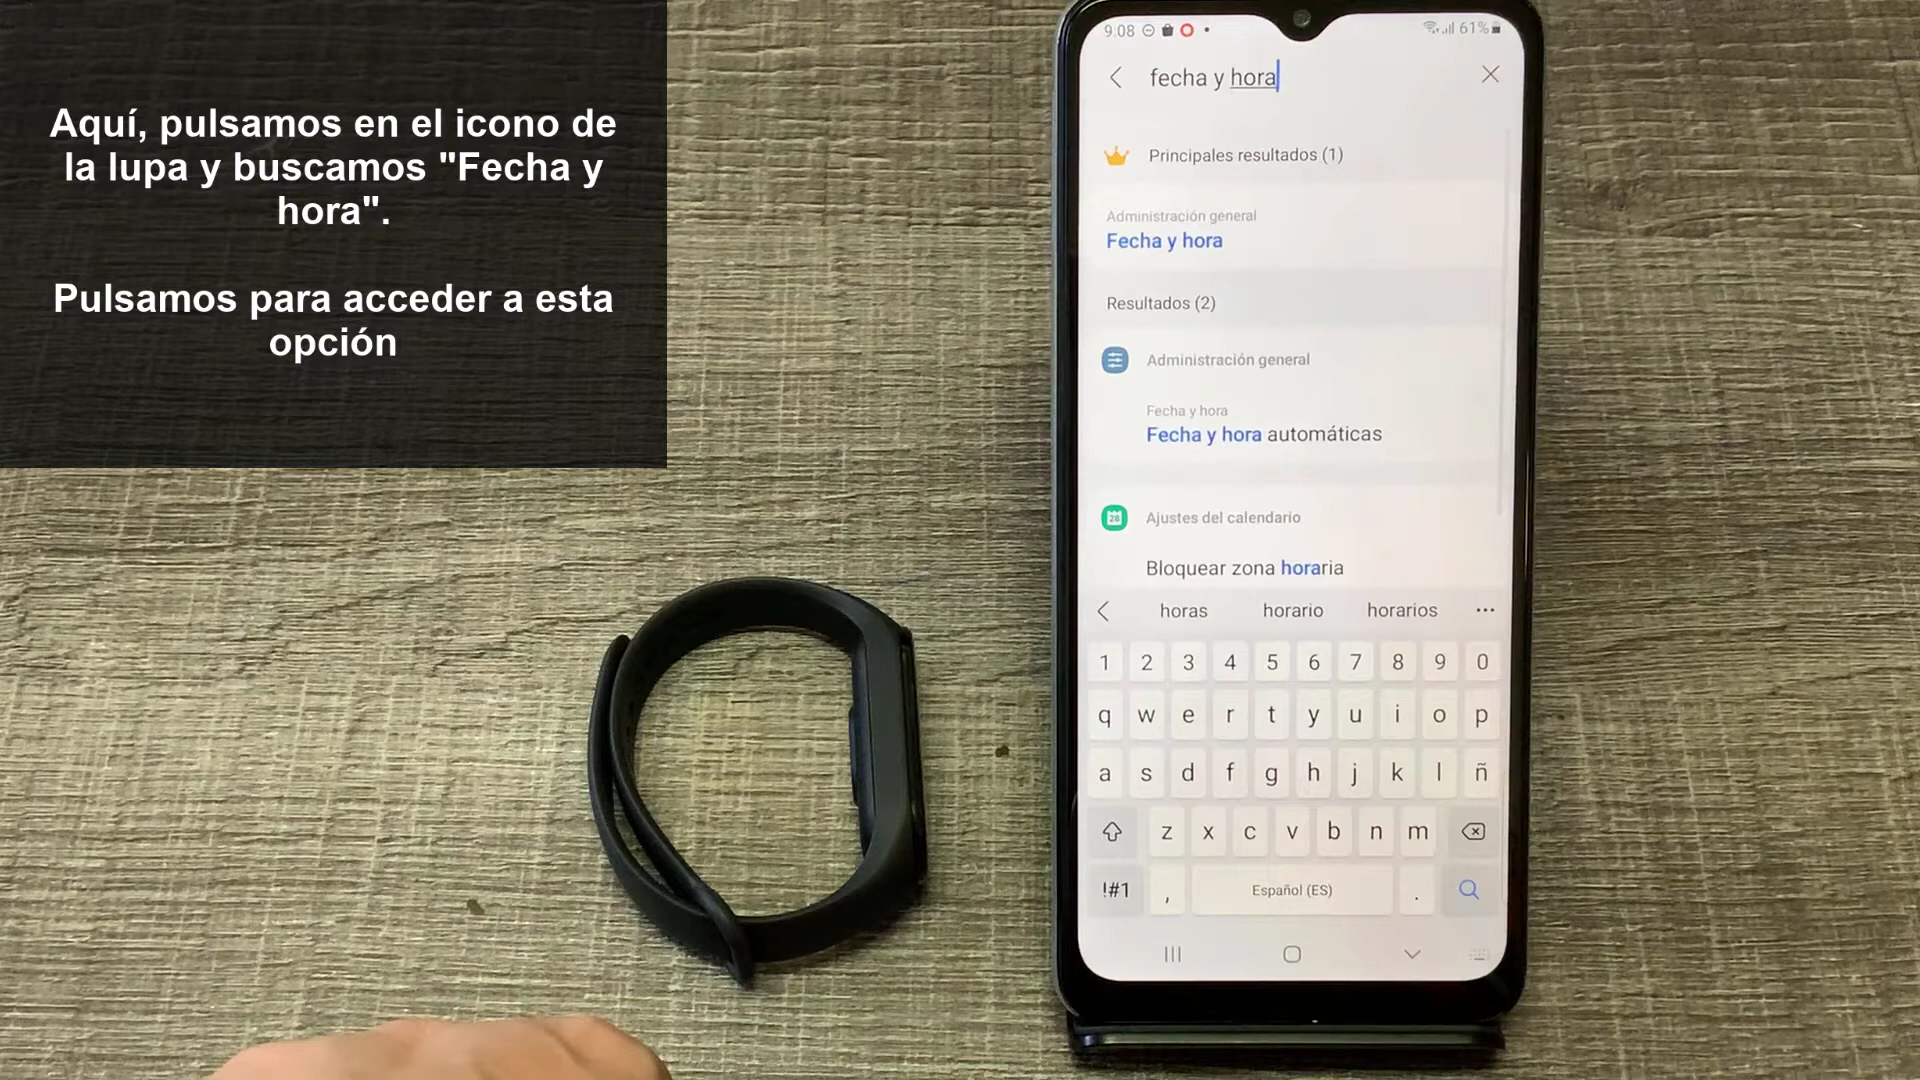 Aquí, pulsamos en el icono de
la lupa y buscamos "Fecha y
hora".
Pulsamos para acceder a esta
opción
9:08
61%
fecha y hora
Principales resultados (1)
Administración general
Fecha y hora
Resultados (2)
Administración general
Fecha y hora
Fecha y hora automáticas
28
Ajustes del calendario
Bloquear zona horaria
horas horario horarios
1 2 3 4 5 6 7 8 9 0
q w e r t y u i o p
a s d f g h j k l ñ
z x c v b n m
!#1 , Español (ES) .